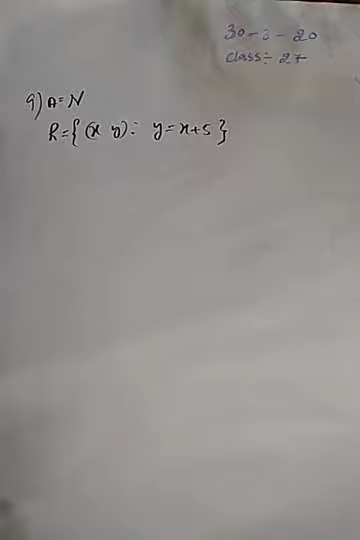 30-3-20
class:- 27
9) A=N
R={(x y): y=x+5}